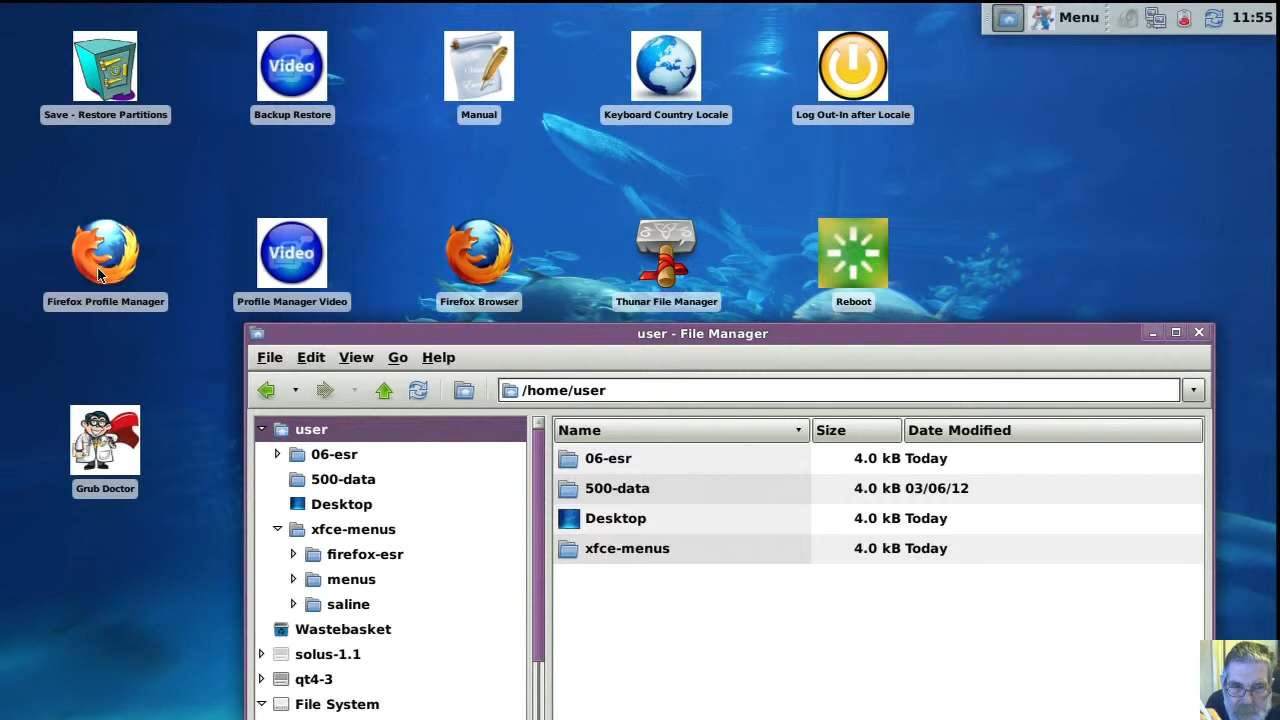 Menu 11:55
Video
Save - Restore Partitions Backup Restore Manual Keyboard Country Locale Log Out-In after Locale
Video
Firefox Profile Manager Profile Manager Video Firefox Browser Thunar File Manager Reboot
Grub Doctor
user - File Manager
File Edit View Go Help
/home/user
user
06-esr
500-data
Desktop
xfce-menus
firefox-esr
menus
saline
Wastebasket
solus-1.1
qt4-3
File System
Name Size Date Modified
06-esr 4.0 kB Today
500-data 4.0 kB 03/06/12
Desktop 4.0 kB Today
xfce-menus 4.0 kB Today